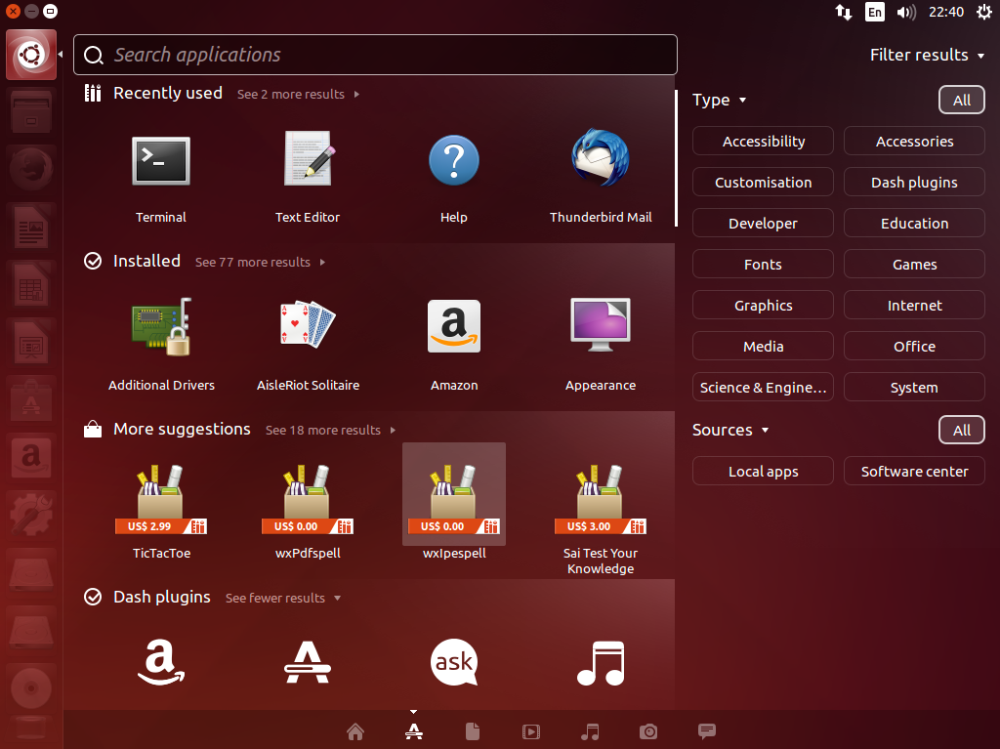 En
22:40
Search applications
Filter results
Recently used See 2 more results
Terminal
Text Editor
Help
Thunderbird Mail
Installed See 77 more results
Additional Drivers
AisleRiot Solitaire
Amazon
Appearance
More suggestions See 18 more results
US$ 2.99
US$ 0.00
US$ 0.00
US$ 3.00
TicTacToe
wxPdfspell
wxIpespell
Sai Test Your
Knowledge
Dash plugins See fewer results
ask
Type
All
Accessibility
Accessories
Customisation
Dash plugins
Developer
Education
Fonts
Games
Graphics
Internet
Media
Office
Science & Engine...
System
Sources
All
Local apps
Software center